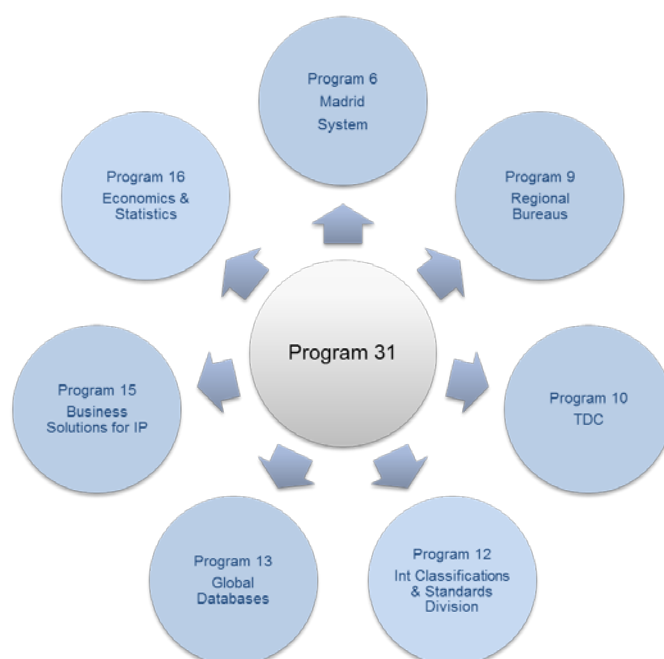 Program 6
Madrid
System
Program 16
Economics &
Statistics
Program 9
Regional
Bureaus
Program 31
Program 15
Business
Solutions for IP
Program 10
TDC
Program 13
Global
Databases
Program 12
Int Classifications
& Standards
Division